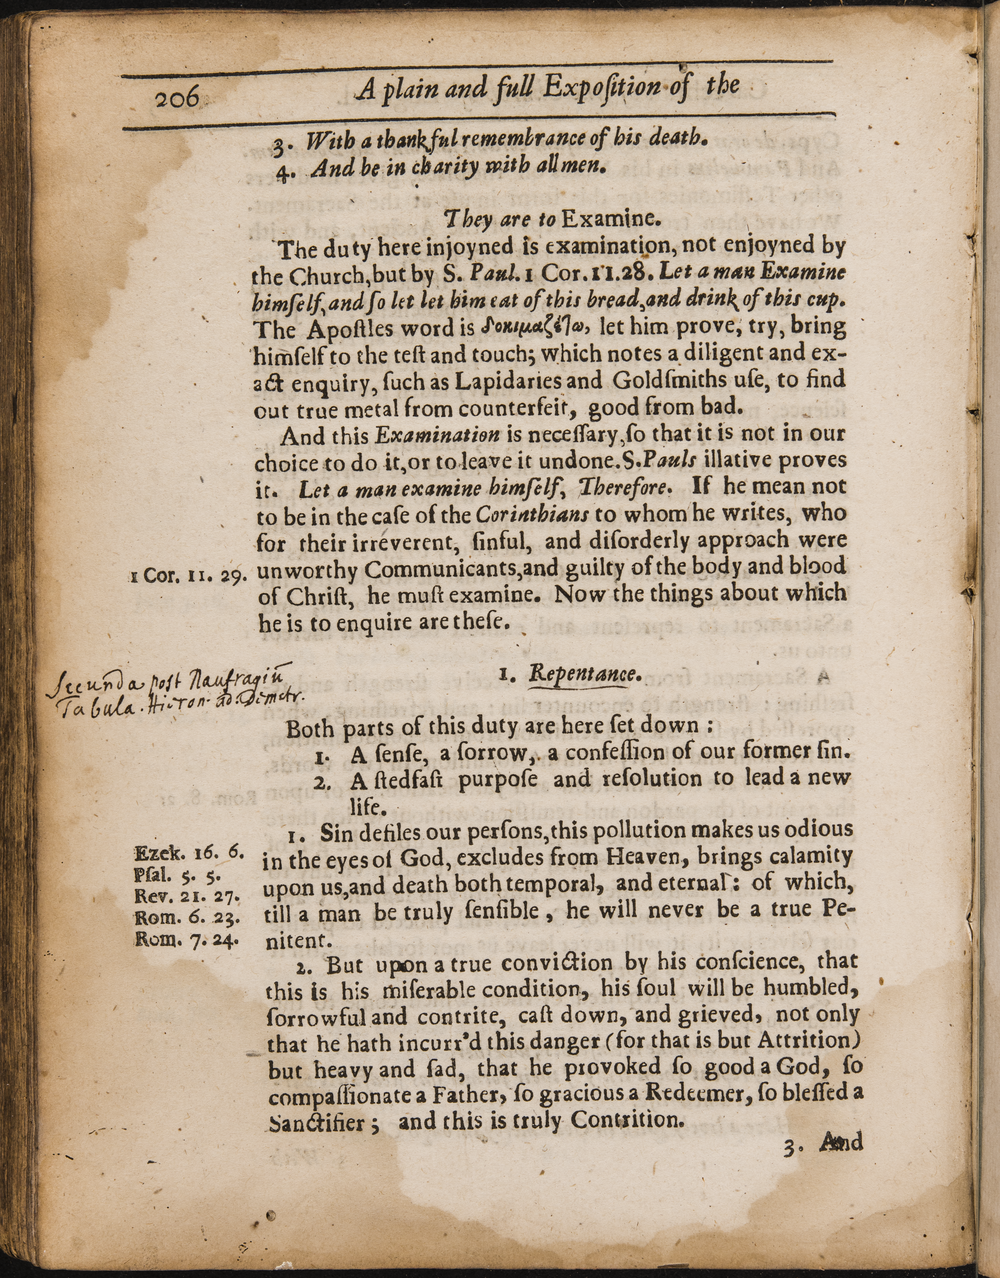 206
A plain and full Expoſition of the
3. With a thankful remembrance of his death.
4. And be in charity with all men.
They are to Examine.
The duty here injoyned is examination, not enjoyned by
the Church, but by S. Paul. 1 Cor. 11.28. Let a man Examine
himſelf, and ſo let let him eat of this bread, and drink of this cup.
The Apoſtles word is δοκιμαζέτω, let him prove, try, bring
himſelf to the teſt and touch; which notes a diligent and ex-
act enquiry, ſuch as Lapidaries and Goldſmiths uſe, to find
out true metal from counterfeit, good from bad.
And this Examination is neceſſary, ſo that it is not in our
choice to do it, or to leave it undone. S. Pauls illative proves
it. Let a man examine himſelf, Therefore. If he mean not
to be in the caſe of the Corinthians to whom he writes, who
for their irreverent, ſinful, and diſorderly approach were
1 Cor. 11. 29. unworthy Communicants, and guilty of the body and blood
of Chriſt, he muſt examine. Now the things about which
he is to enquire are theſe.
Secunda post Naufragiū
Tabula. Hieron. ad Demetr.
1. Repentance.
Both parts of this duty are here ſet down :
1. A ſenſe, a ſorrow, a confeſſion of our former ſin.
2. A ſtedfaſt purpoſe and reſolution to lead a new
life.
1. Sin defiles our perſons, this pollution makes us odious
Ezek. 16. 6. in the eyes of God, excludes from Heaven, brings calamity
Pſal. 5. 5.
Rev. 21. 27. upon us, and death both temporal, and eternal: of which,
Rom. 6. 23. till a man be truly ſenſible, he will never be a true Pe-
Rom. 7. 24. nitent.
2. But upon a true conviction by his conſcience, that
this is his miſerable condition, his ſoul will be humbled,
ſorrowful and contrite, caſt down, and grieved, not only
that he hath incurr'd this danger (for that is but Attrition)
but heavy and ſad, that he provoked ſo good a God, ſo
compaſſionate a Father, ſo gracious a Redeemer, ſo bleſſed a
Sanctifier; and this is truly Contrition.
3. And